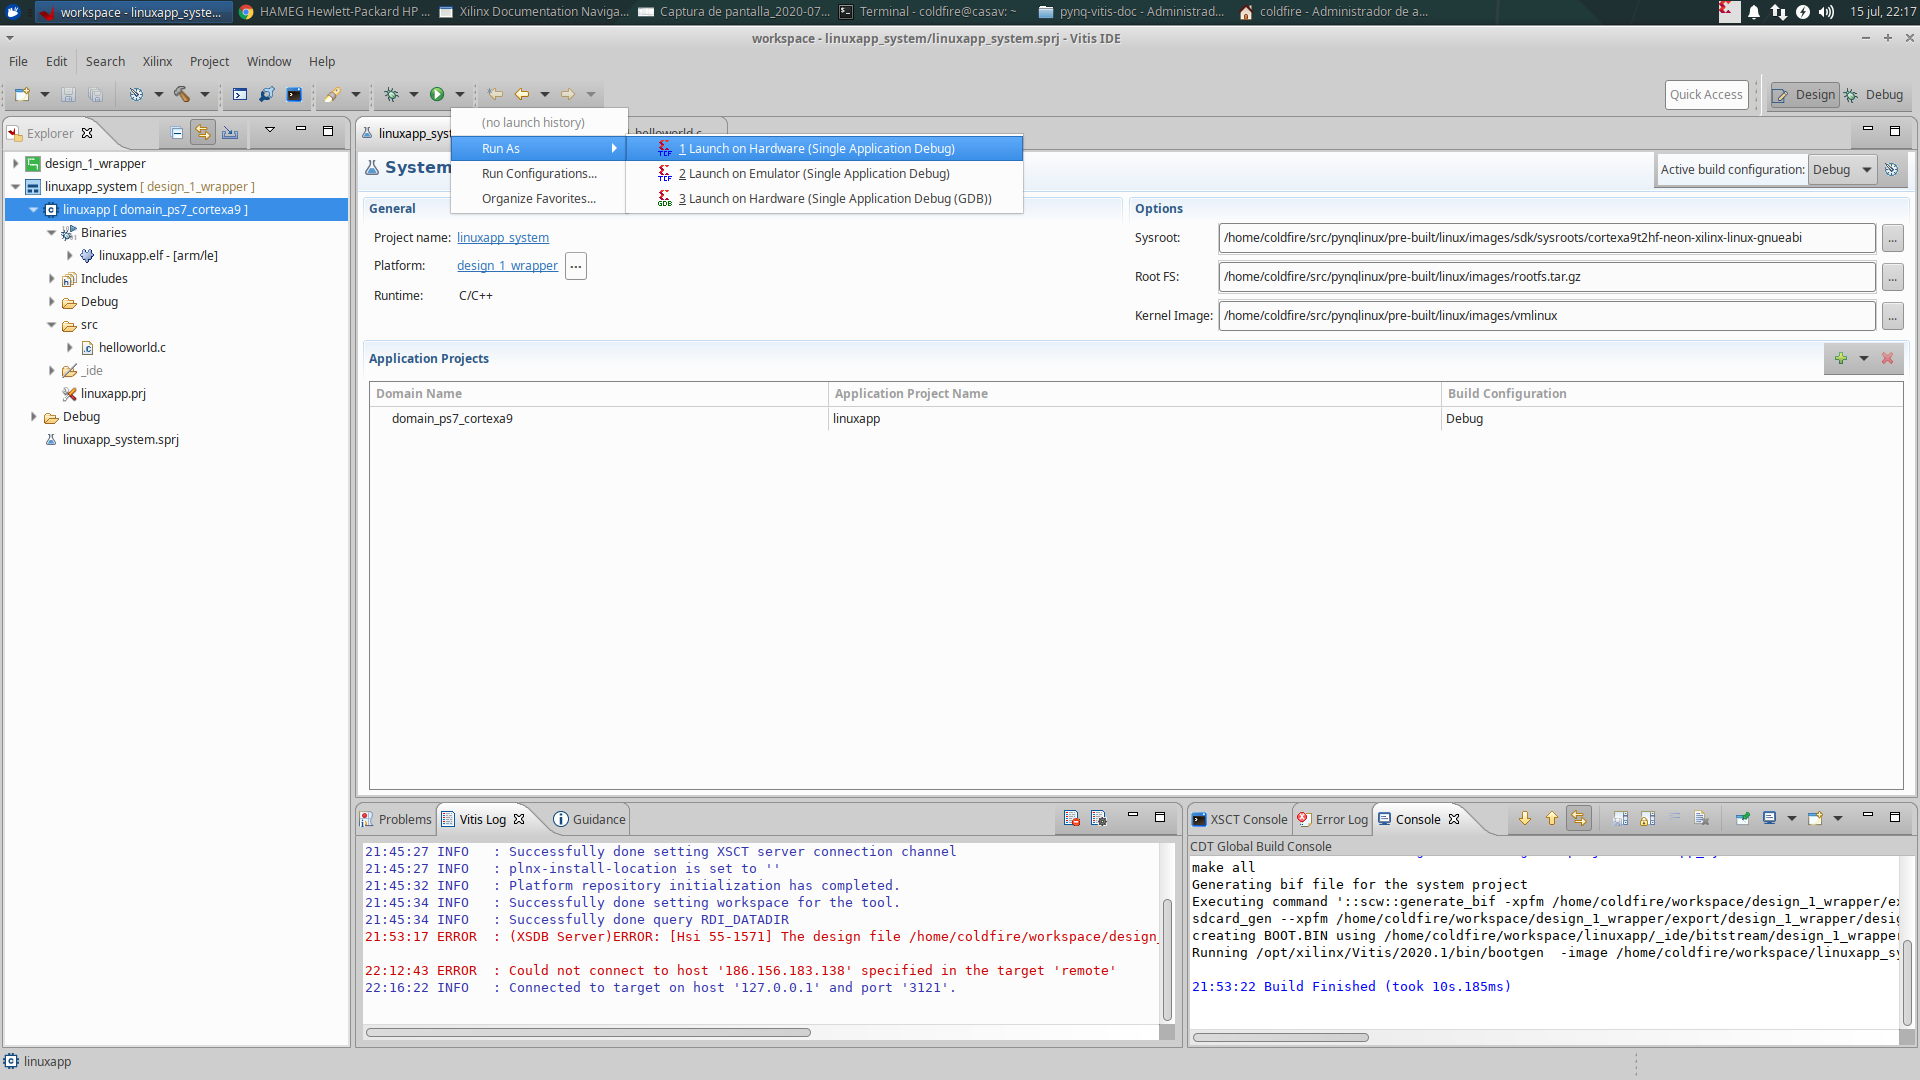 workspace - linuxapp_syste...
HAMEG Hewlett-Packard HP ...
Xilinx Documentation Naviga...
Captura de pantalla_2020-07...
Terminal - coldfire@casav: ~
pynq-vitis-doc - Administrad...
coldfire - Administrador de a...
15 jul, 22:17
workspace - linuxapp_system/linuxapp_system.sprj - Vitis IDE
File Edit Search Xilinx Project Window Help
Quick Access
Design
Debug
Explorer
design_1_wrapper
linuxapp_system [ design_1_wrapper ]
linuxapp [ domain_ps7_cortexa9 ]
Binaries
linuxapp.elf - [arm/le]
Includes
Debug
src
helloworld.c
_ide
linuxapp.prj
Debug
linuxapp_system.sprj
linuxapp_syst
helloworld.c
(no launch history)
Run As
Run Configurations...
Organize Favorites...
1 Launch on Hardware (Single Application Debug)
2 Launch on Emulator (Single Application Debug)
3 Launch on Hardware (Single Application Debug (GDB))
System
Active build configuration: Debug
General
Project name: linuxapp_system
Platform: design_1_wrapper ...
Runtime: C/C++
Options
Sysroot: /home/coldfire/src/pynqlinux/pre-built/linux/images/sdk/sysroots/cortexa9t2hf-neon-xilinx-linux-gnueabi ...
Root FS: /home/coldfire/src/pynqlinux/pre-built/linux/images/rootfs.tar.gz ...
Kernel Image: /home/coldfire/src/pynqlinux/pre-built/linux/images/vmlinux ...
Application Projects
Domain Name Application Project Name Build Configuration
domain_ps7_cortexa9 linuxapp Debug
Problems
Vitis Log
Guidance
21:45:27 INFO : Successfully done setting XSCT server connection channel
21:45:27 INFO : plnx-install-location is set to ''
21:45:32 INFO : Platform repository initialization has completed.
21:45:34 INFO : Successfully done setting workspace for the tool.
21:45:34 INFO : Successfully done query RDI_DATADIR
21:53:17 ERROR : (XSDB Server)ERROR: [Hsi 55-1571] The design file /home/coldfire/workspace/design_
22:12:43 ERROR : Could not connect to host '186.156.183.138' specified in the target 'remote'
22:16:22 INFO : Connected to target on host '127.0.0.1' and port '3121'.
XSCT Console
Error Log
Console
CDT Global Build Console
make all
Generating bif file for the system project
Executing command '::scw::generate_bif -xpfm /home/coldfire/workspace/design_1_wrapper/ex
sdcard_gen --xpfm /home/coldfire/workspace/design_1_wrapper/export/design_1_wrapper/desig
creating BOOT.BIN using /home/coldfire/workspace/linuxapp/_ide/bitstream/design_1_wrapper
Running /opt/xilinx/Vitis/2020.1/bin/bootgen -image /home/coldfire/workspace/linuxapp_sy
21:53:22 Build Finished (took 10s.185ms)
linuxapp